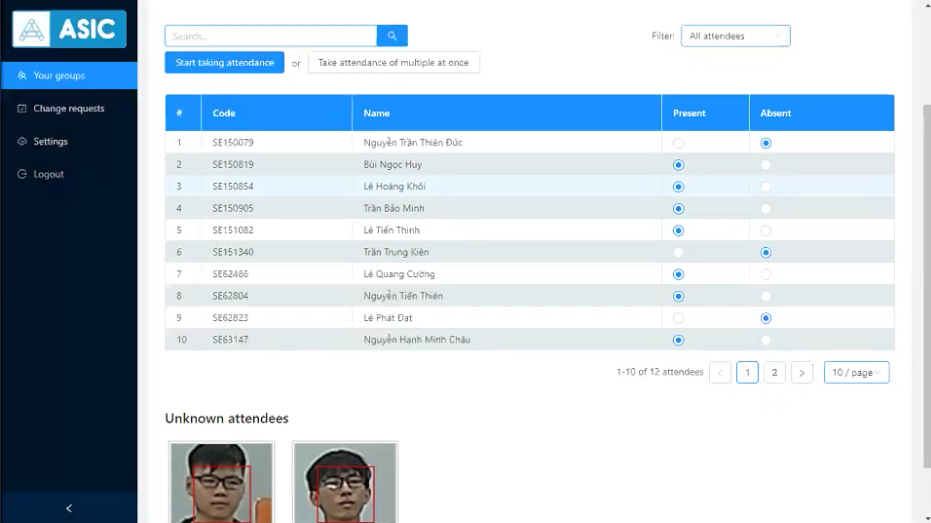 ASIC
Your groups
Change requests
Settings
Logout
Search...
Filter: All attendees
Start taking attendance or Take attendance of multiple at once
# Code Name Present Absent
1 SE150079 Nguyễn Trần Thiên Đức
2 SE150819 Bùi Ngọc Huy
3 SE150854 Lê Hoàng Khôi
4 SE150905 Trần Bảo Minh
5 SE151082 Lê Tiến Thịnh
6 SE151340 Trần Trung Kiên
7 SE62466 Lê Quang Cường
8 SE62804 Nguyễn Tiến Thiên
9 SE62823 Lê Phát Đạt
10 SE63147 Nguyễn Hạnh Minh Châu
1-10 of 12 attendees < 1 2 > 10 / page
Unknown attendees